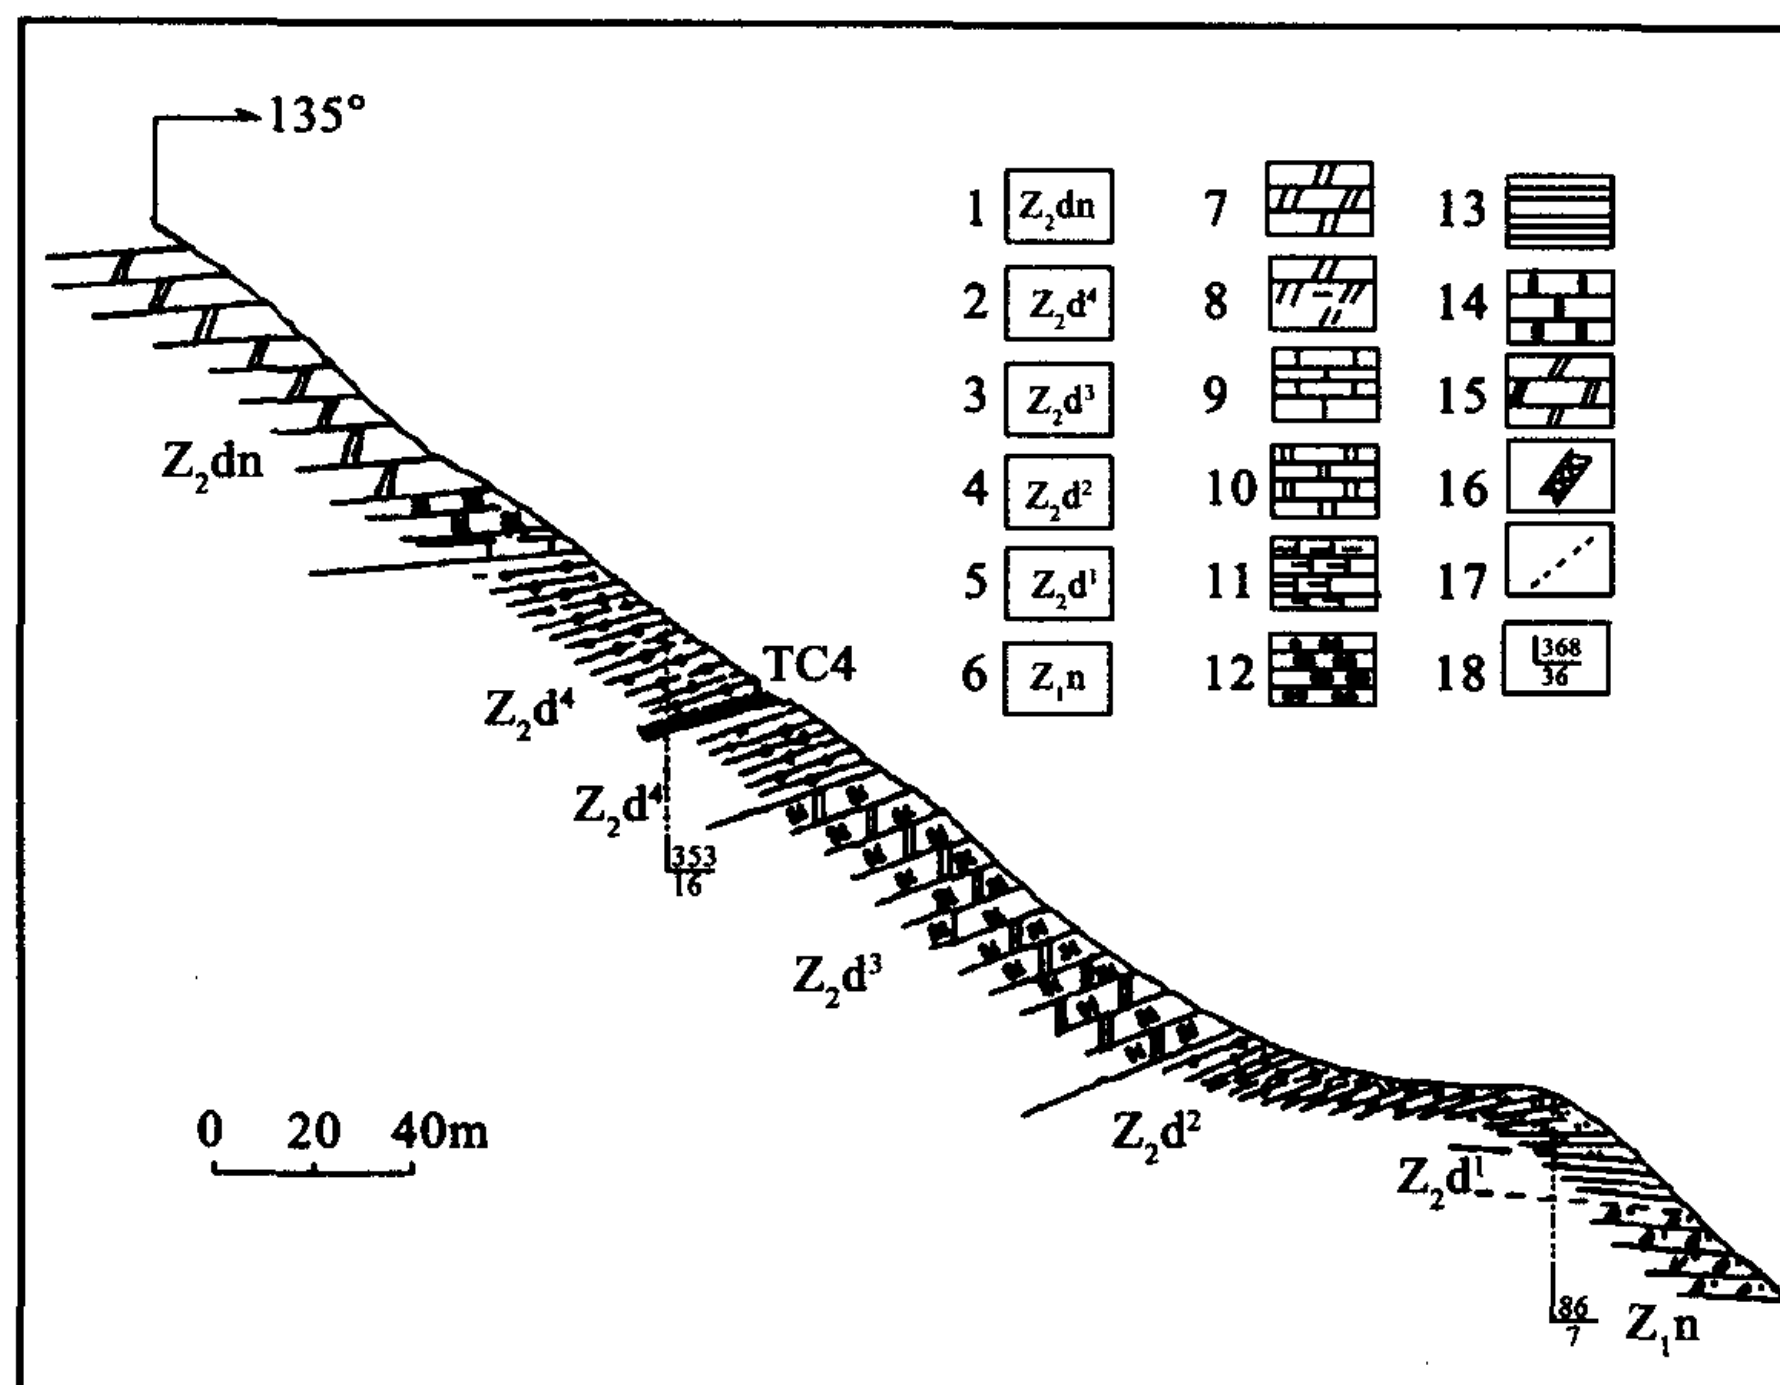 135°
1 Z₂dn 7 13
2 Z₂d⁴ 8 14
3 Z₂d³ 9 15
4 Z₂d² 10 16
5 Z₂d¹ 11 17
6 Z₁n 12 18 368
36
Z₂dn
TC4
Z₂d⁴
Z₂d⁴
353
16
Z₂d³
0 20 40m
Z₂d²
Z₂d¹
86
7
Z₁n